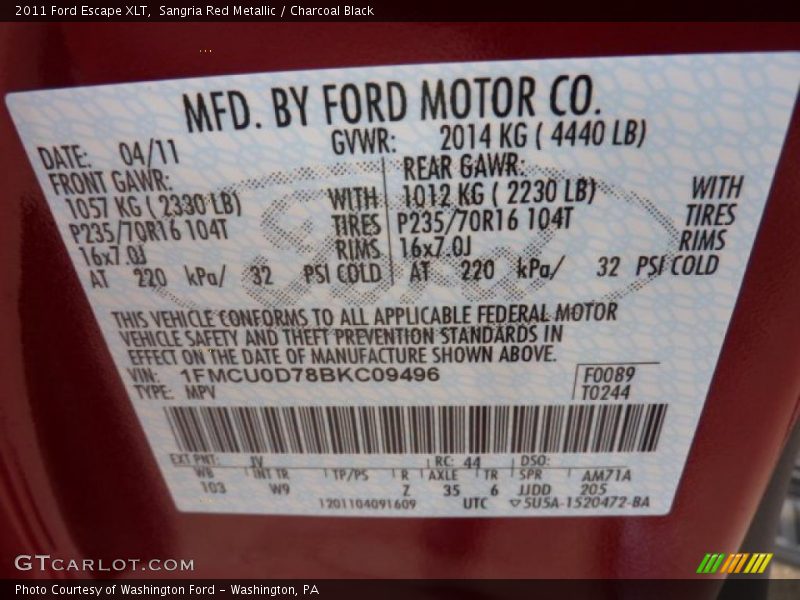 2011 Ford Escape XLT, Sangria Red Metallic / Charcoal Black
MFD. BY FORD MOTOR CO.
DATE: 04/11 GVWR: 2014 KG ( 4440 LB)
FRONT GAWR: REAR GAWR:
1057 KG ( 2330 LB) WITH 1012 KG ( 2230 LB) WITH
P235/70R16 104T TIRES P235/70R16 104T TIRES
16x7.0J RIMS 16x7.0J RIMS
AT 220 kPa/ 32 PSI COLD AT 220 kPa/ 32 PSI COLD
THIS VEHICLE CONFORMS TO ALL APPLICABLE FEDERAL MOTOR
VEHICLE SAFETY AND THEFT PREVENTION STANDARDS IN
EFFECT ON THE DATE OF MANUFACTURE SHOWN ABOVE.
VIN: 1FMCU0D78BKC09496 F0089
TYPE: MPV T0244
EXT PNT: JV RC: 44 DSO:
WB INT TR TP/PS R AXLE TR SPR AM71A
103 W9 Z 35 6 JJDD 205
1201104091609 UTC 5U5A-1520472-BA
GTCARLOT.COM
Photo Courtesy of Washington Ford - Washington, PA